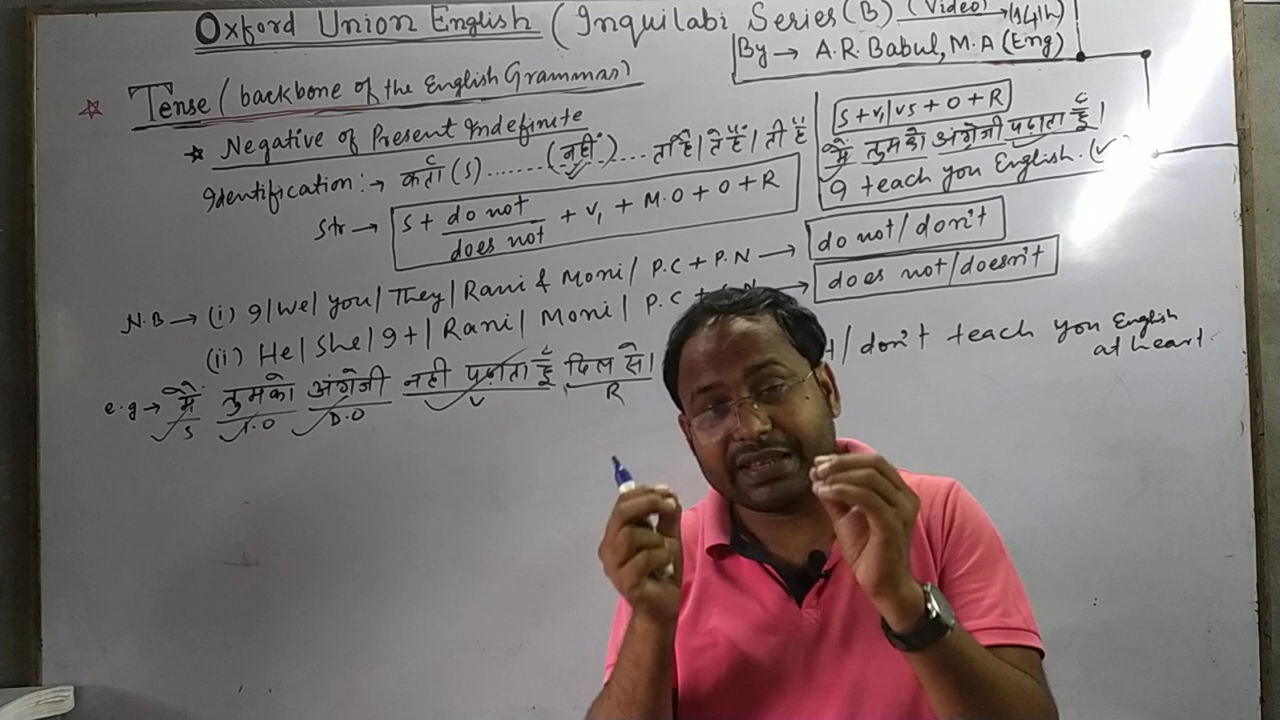 Oxford Union English (Inquilabi Series (B) (Video) → (14th)
By → A.R. Babul, M.A (Eng)
Tense (backbone of the English Grammar)
Negative of Present Indefinite
Identification:→ कर्ता (S) ........ (नहीं) ..... ता है। ते हैं। ती है
Str → S + do not / does not + V1 + M.O + O + R
S + V1/V5 + O + R
मैं तुमको अंग्रेजी पढ़ाता हूँ।
I teach you English. (✓)
N.B → (i) I/We/You/They/Rani & Moni/ P.C + P.N → do not/don't
(ii) He/She/It/Rani/Moni/ P.C + S.N → does not/doesn't
e.g → मैं तुमको अंग्रेजी नहीं पढ़ाता हूँ दिल से।
S I.O D.O V R
/don't teach you English at heart.